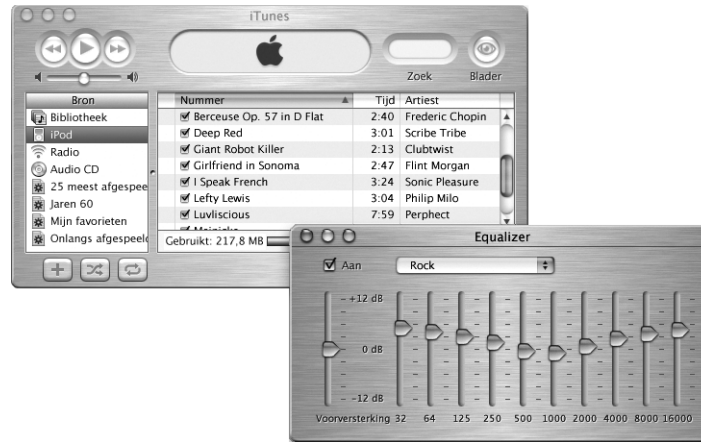 iTunes
Zoek Blader
Bron
Bibliotheek
iPod
Radio
Audio CD
25 meest afgespee
Jaren 60
Mijn favorieten
Onlangs afgespeeld
Nummer Tijd Artiest
Berceuse Op. 57 in D Flat 2:40 Frederic Chopin
Deep Red 3:01 Scribe Tribe
Giant Robot Killer 2:13 Clubtwist
Girlfriend in Sonoma 2:47 Flint Morgan
I Speak French 3:24 Sonic Pleasure
Lefty Lewis 3:04 Philip Milo
Luvliscious 7:59 Perphect
Gebruikt: 217,8 MB
Equalizer
Aan Rock
+12 dB
0 dB
-12 dB
Voorversterking 32 64 125 250 500 1000 2000 4000 8000 16000